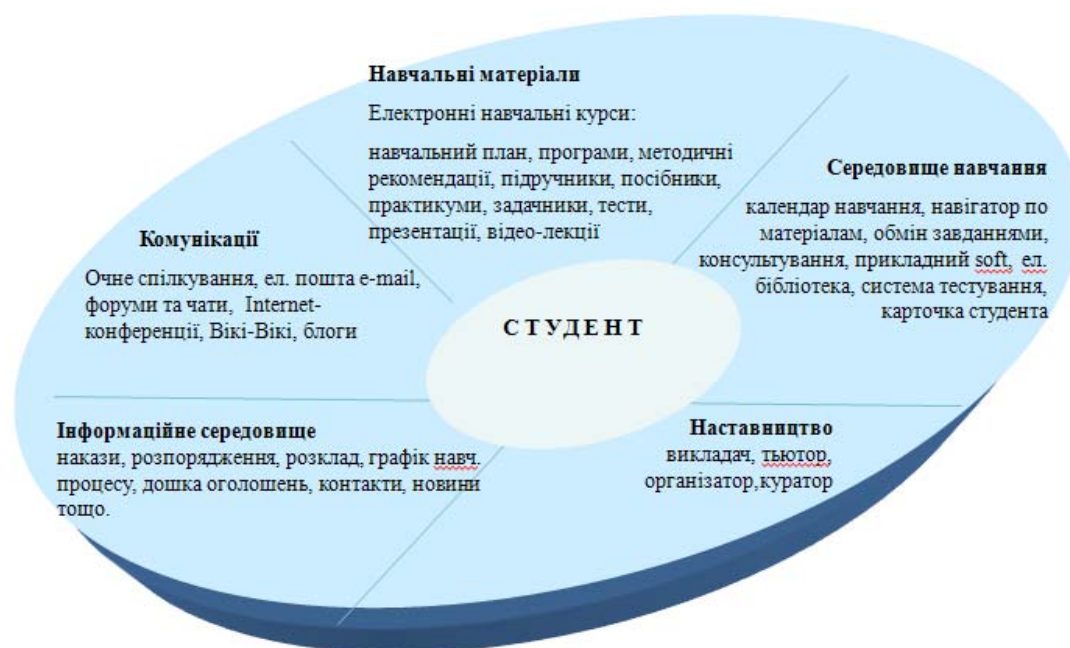 Навчальні матеріали
Електронні навчальні курси:
навчальний план, програми, методичні
рекомендації, підручники, посібники,
практикуми, задачники, тести,
презентації, відео-лекції
Середовище навчання
календар навчання, навігатор по
матеріалам, обмін завданнями,
консультування, прикладний soft, ел.
бібліотека, система тестування,
карточка студента
Комунікації
Очне спілкування, ел. пошта e-mail,
форуми та чати, Internet-
конференції, Вікі-Вікі, блоги
СТУДЕНТ
Інформаційне середовище
накази, розпорядження, розклад, графік навч.
процесу, дошка оголошень, контакти, новини
тощо.
Наставництво
викладач, тьютор,
організатор,куратор